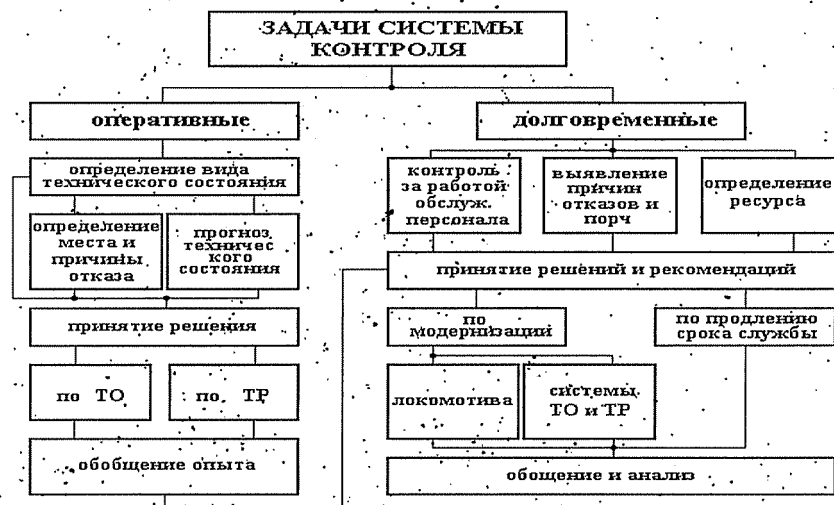 ЗАДАЧИ СИСТЕМЫ
КОНТРОЛЯ
оперативные
долговременные
определение вида
технического состояния
контроль
за работой
обслуж.
персонала
выявление
причин
отказов и
порч
определение
ресурса
определение
места и
причины
отказа
прогноз
техничес
кого
состояния
принятие решений и рекомендаций
принятие решения
по
модернизаций
по продлению
срока службы
по ТО
по ТР
локомотива
системы
ТО и ТР
обобщение опыта
обощение и анализ